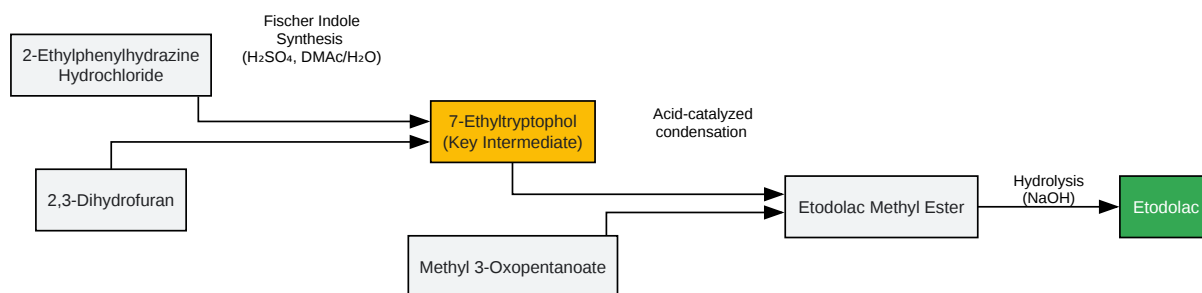 Fischer Indole
Synthesis
(H₂SO₄, DMAc/H₂O)
2-Ethylphenylhydrazine
Hydrochloride
7-Ethyltryptophol
(Key Intermediate)
Acid-catalyzed
condensation
2,3-Dihydrofuran
Etodolac Methyl Ester
Hydrolysis
(NaOH)
Etodolac
Methyl 3-Oxopentanoate